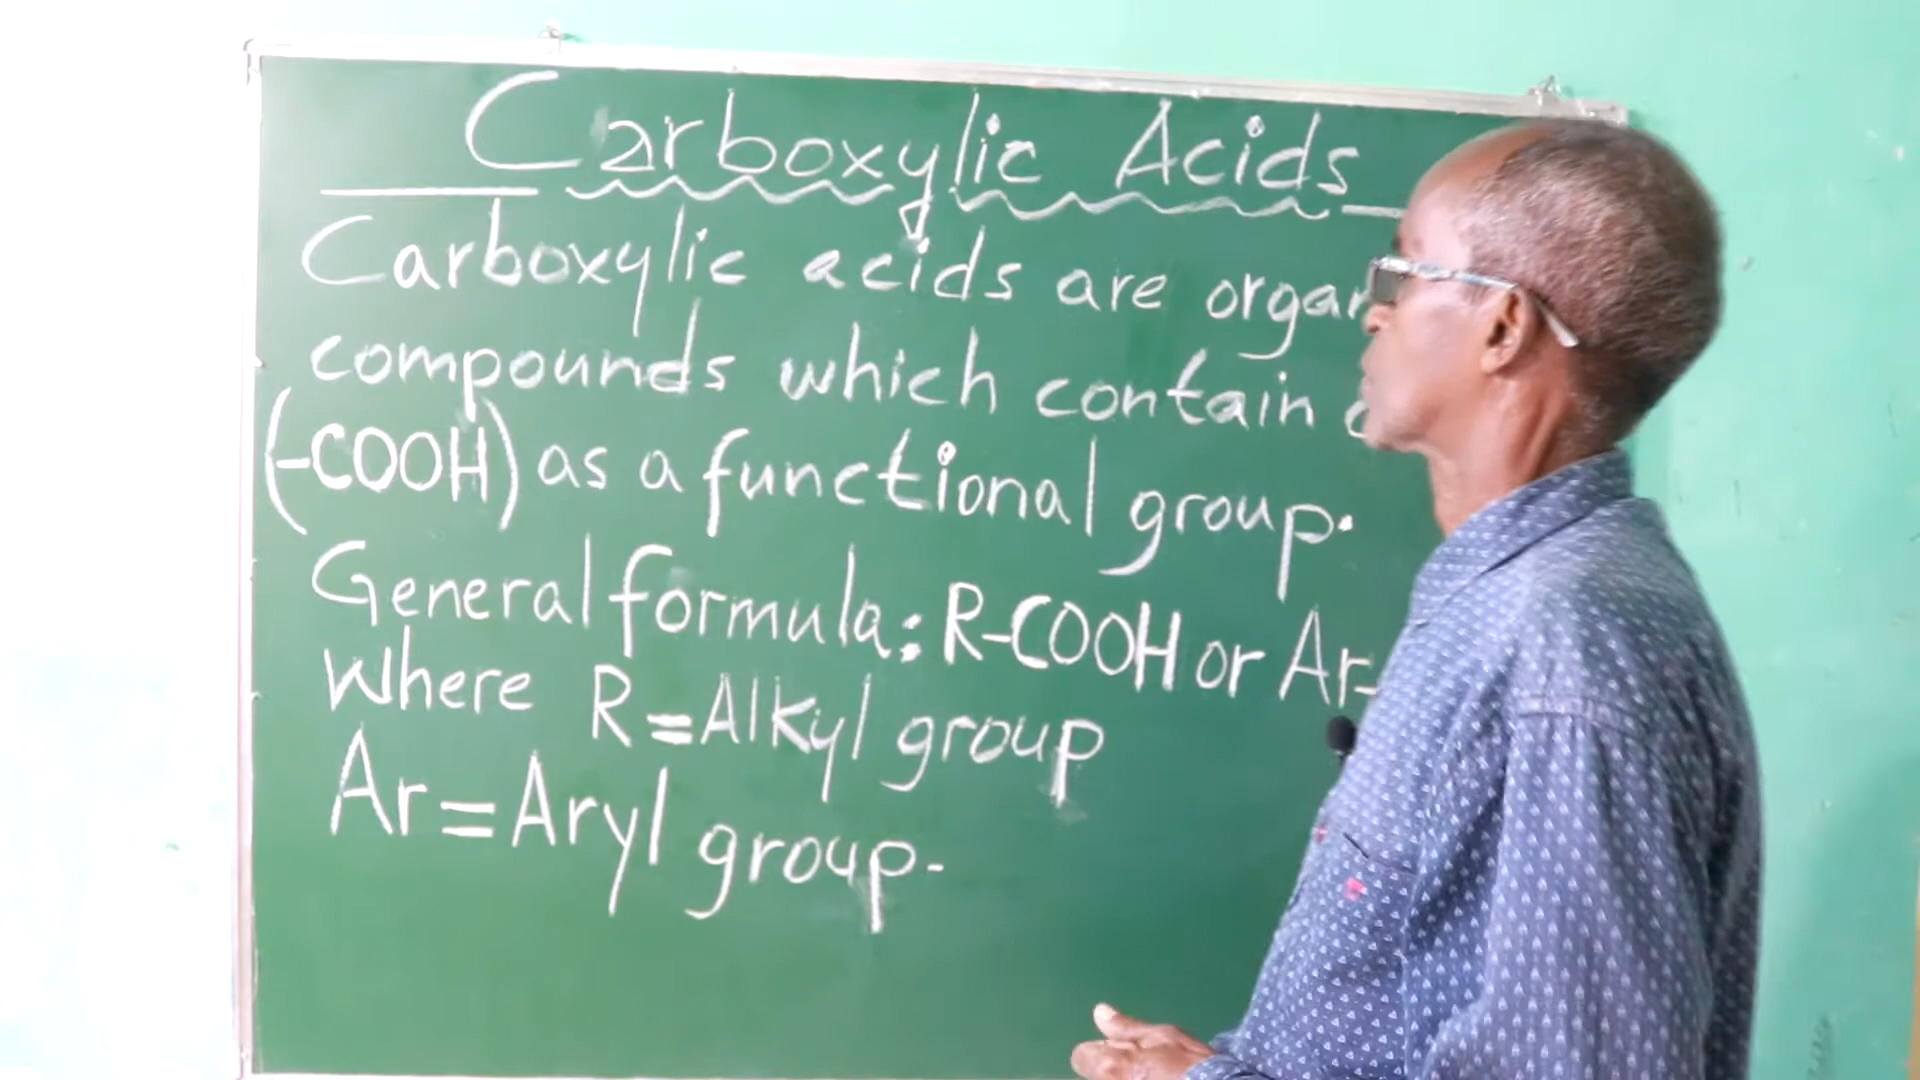 Carboxylic Acids
Carboxylic acids are organ
compounds which contain
(-COOH) as a functional group.
General formula: R-COOH or Ar-
Where R = Alkyl group
Ar = Aryl group.